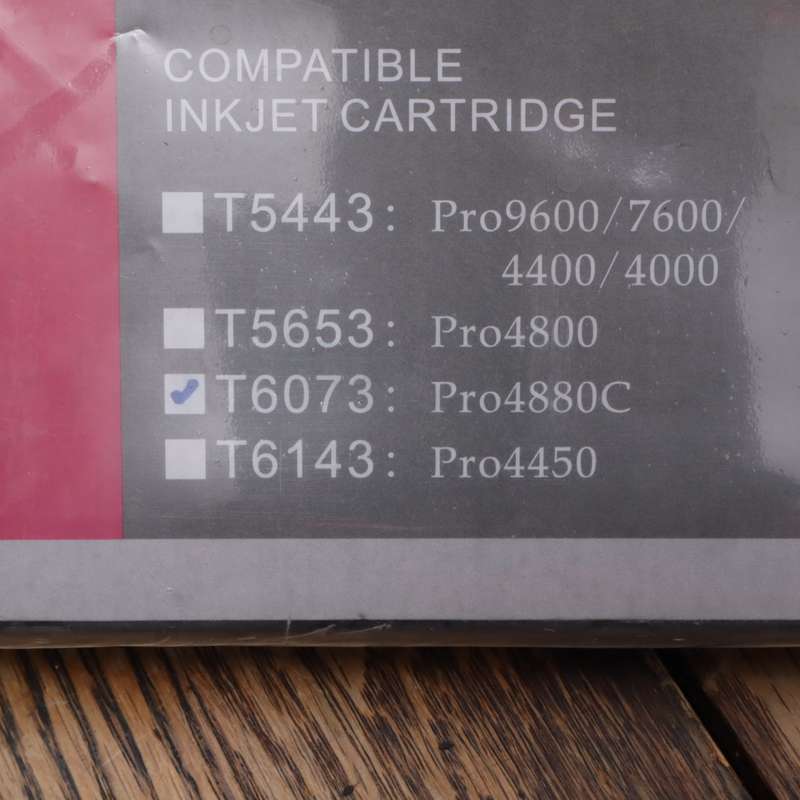 COMPATIBLE
INKJET CARTRIDGE
T5443: Pro9600/7600/
4400/4000
T5653: Pro4800
T6073: Pro4880C
T6143: Pro4450